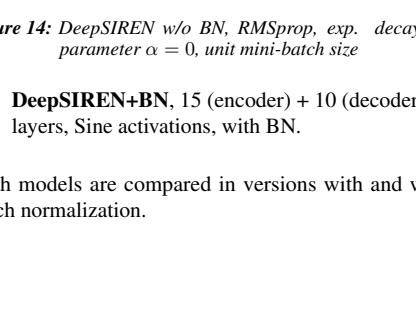 ure 14: DeepSIREN w/o BN, RMSprop, exp. decay
parameter α = 0, unit mini-batch size
DeepSIREN+BN, 15 (encoder) + 10 (decoder
layers, Sine activations, with BN.
h models are compared in versions with and w
ch normalization.